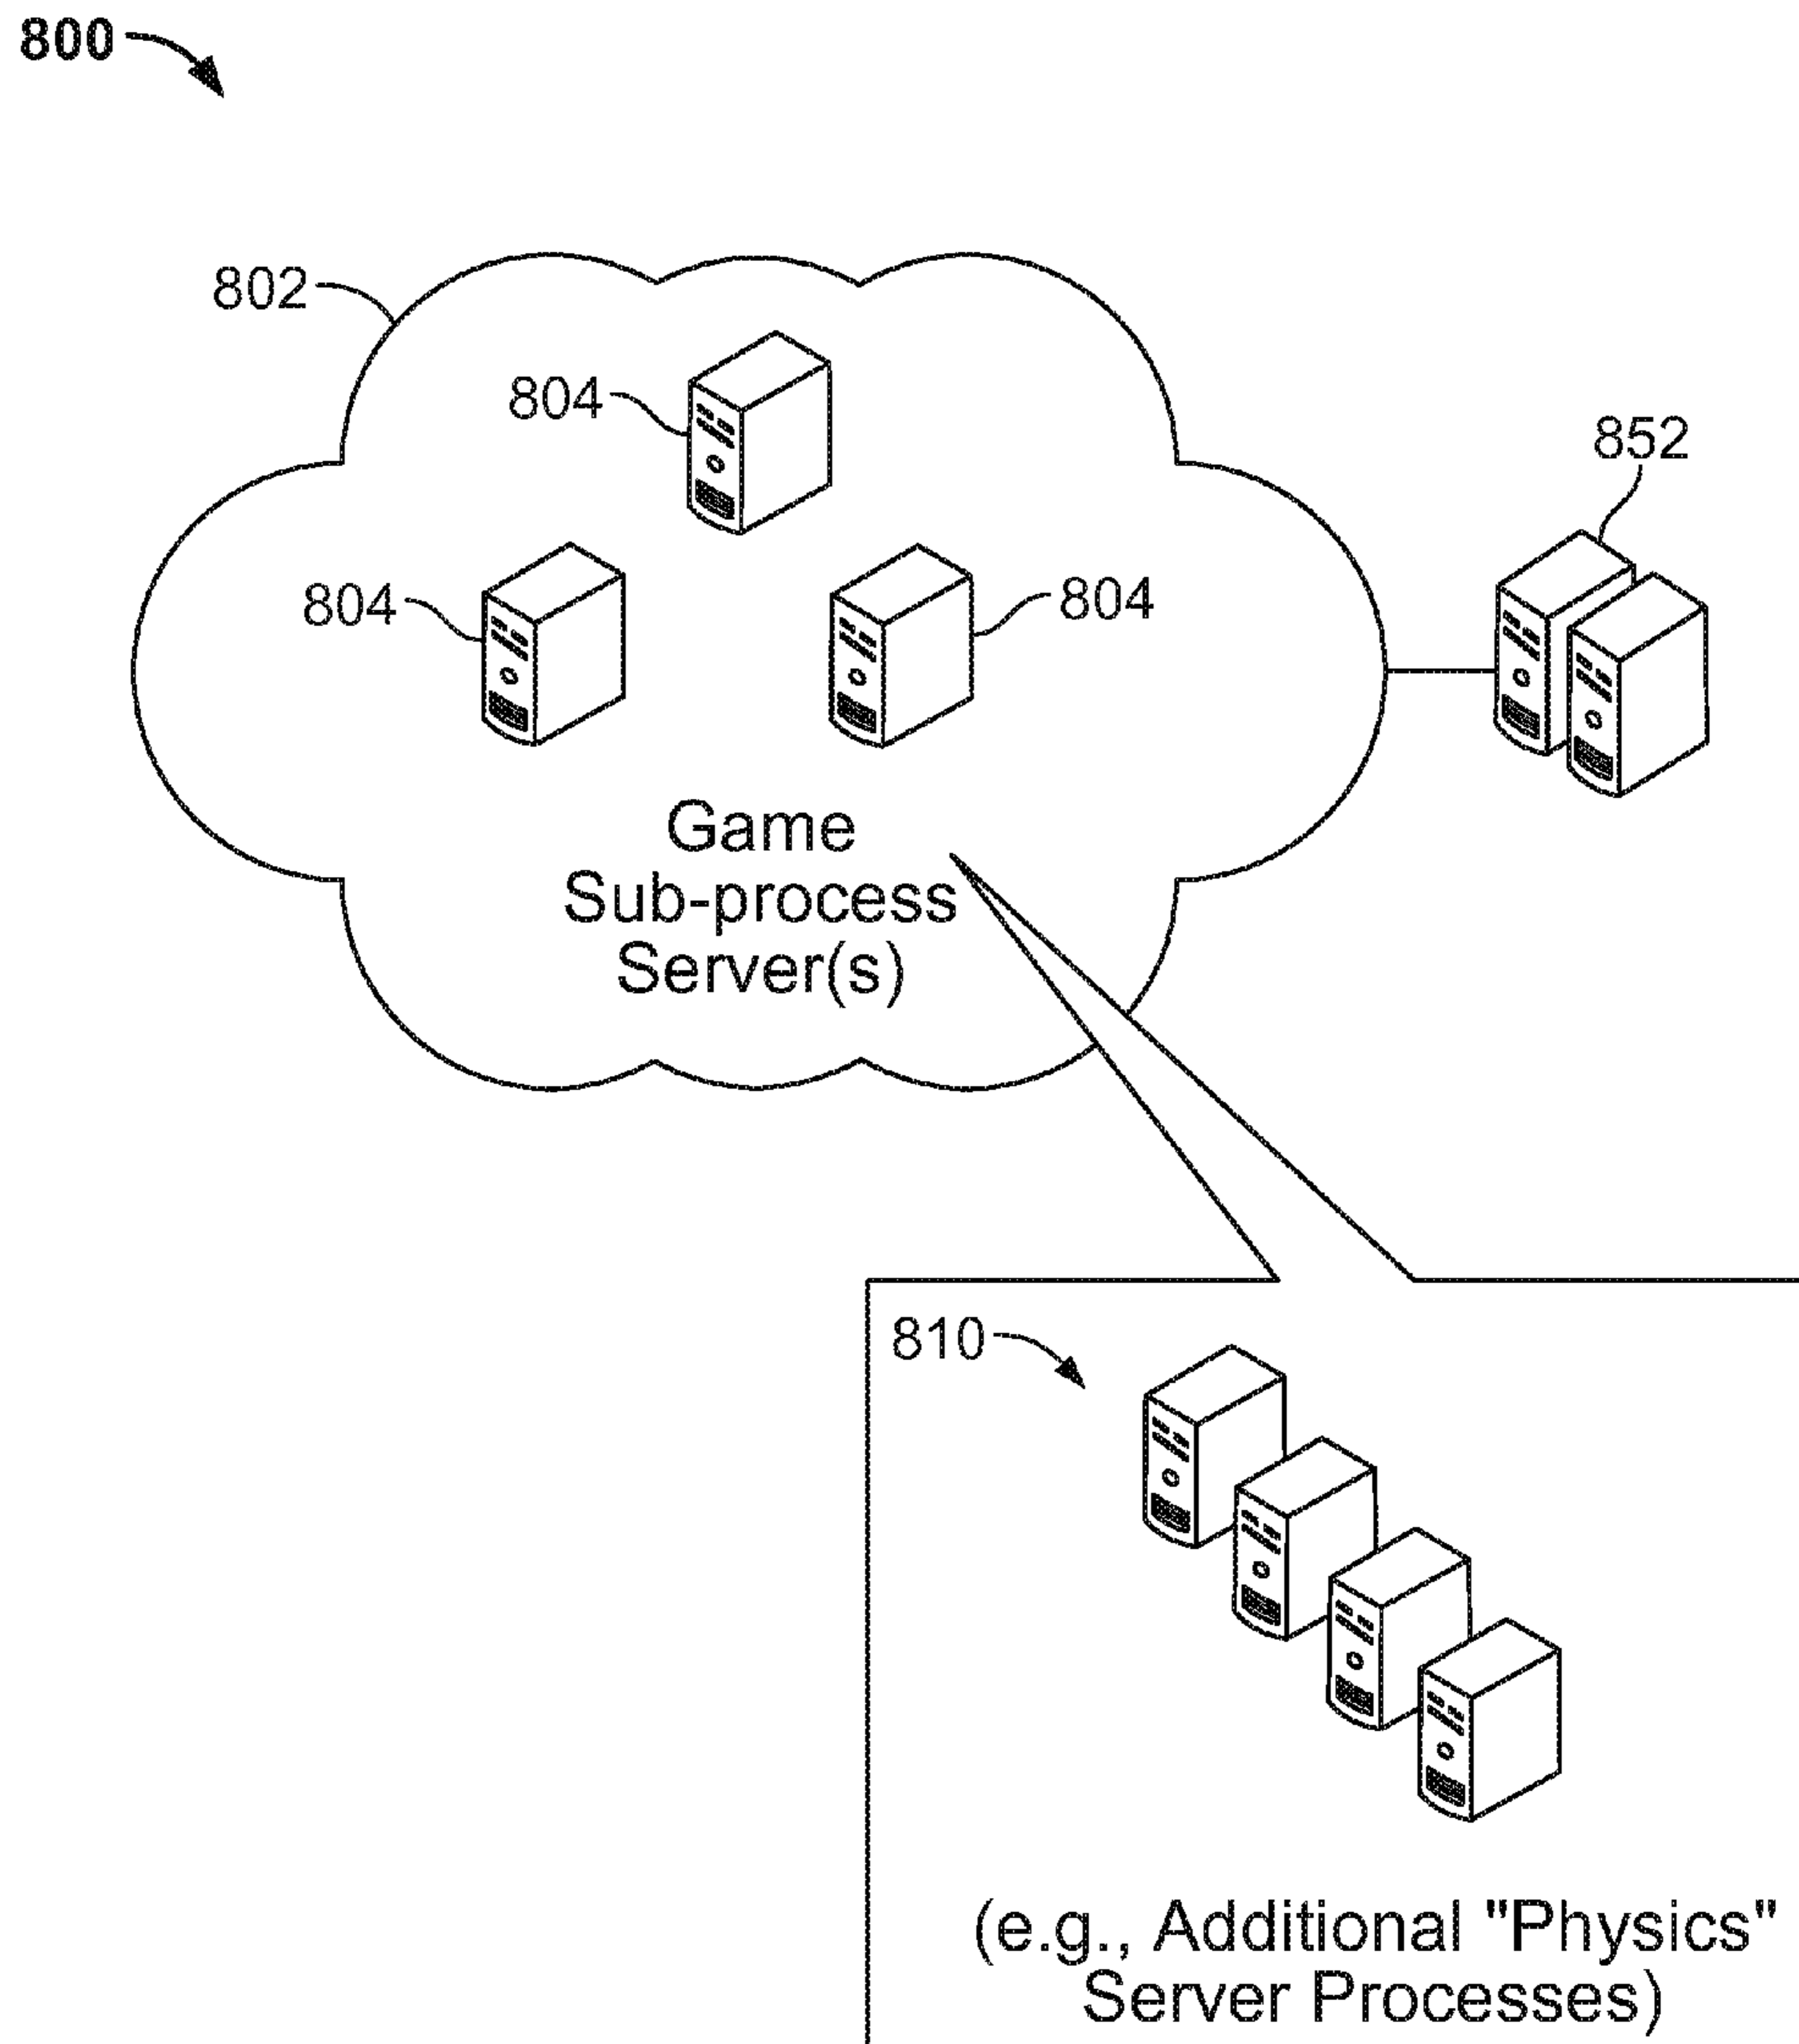 800
802
804
852
804
804
Game
Sub-process
Server(s)
810
(e.g., Additional "Physics"
Server Processes)